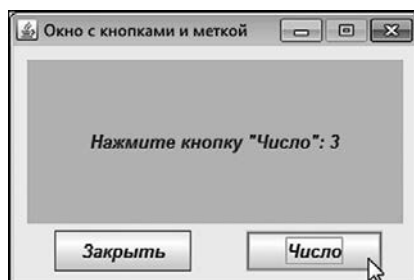 Окно с кнопками и меткой
Нажмите кнопку "Число": 3
Закрыть
Число